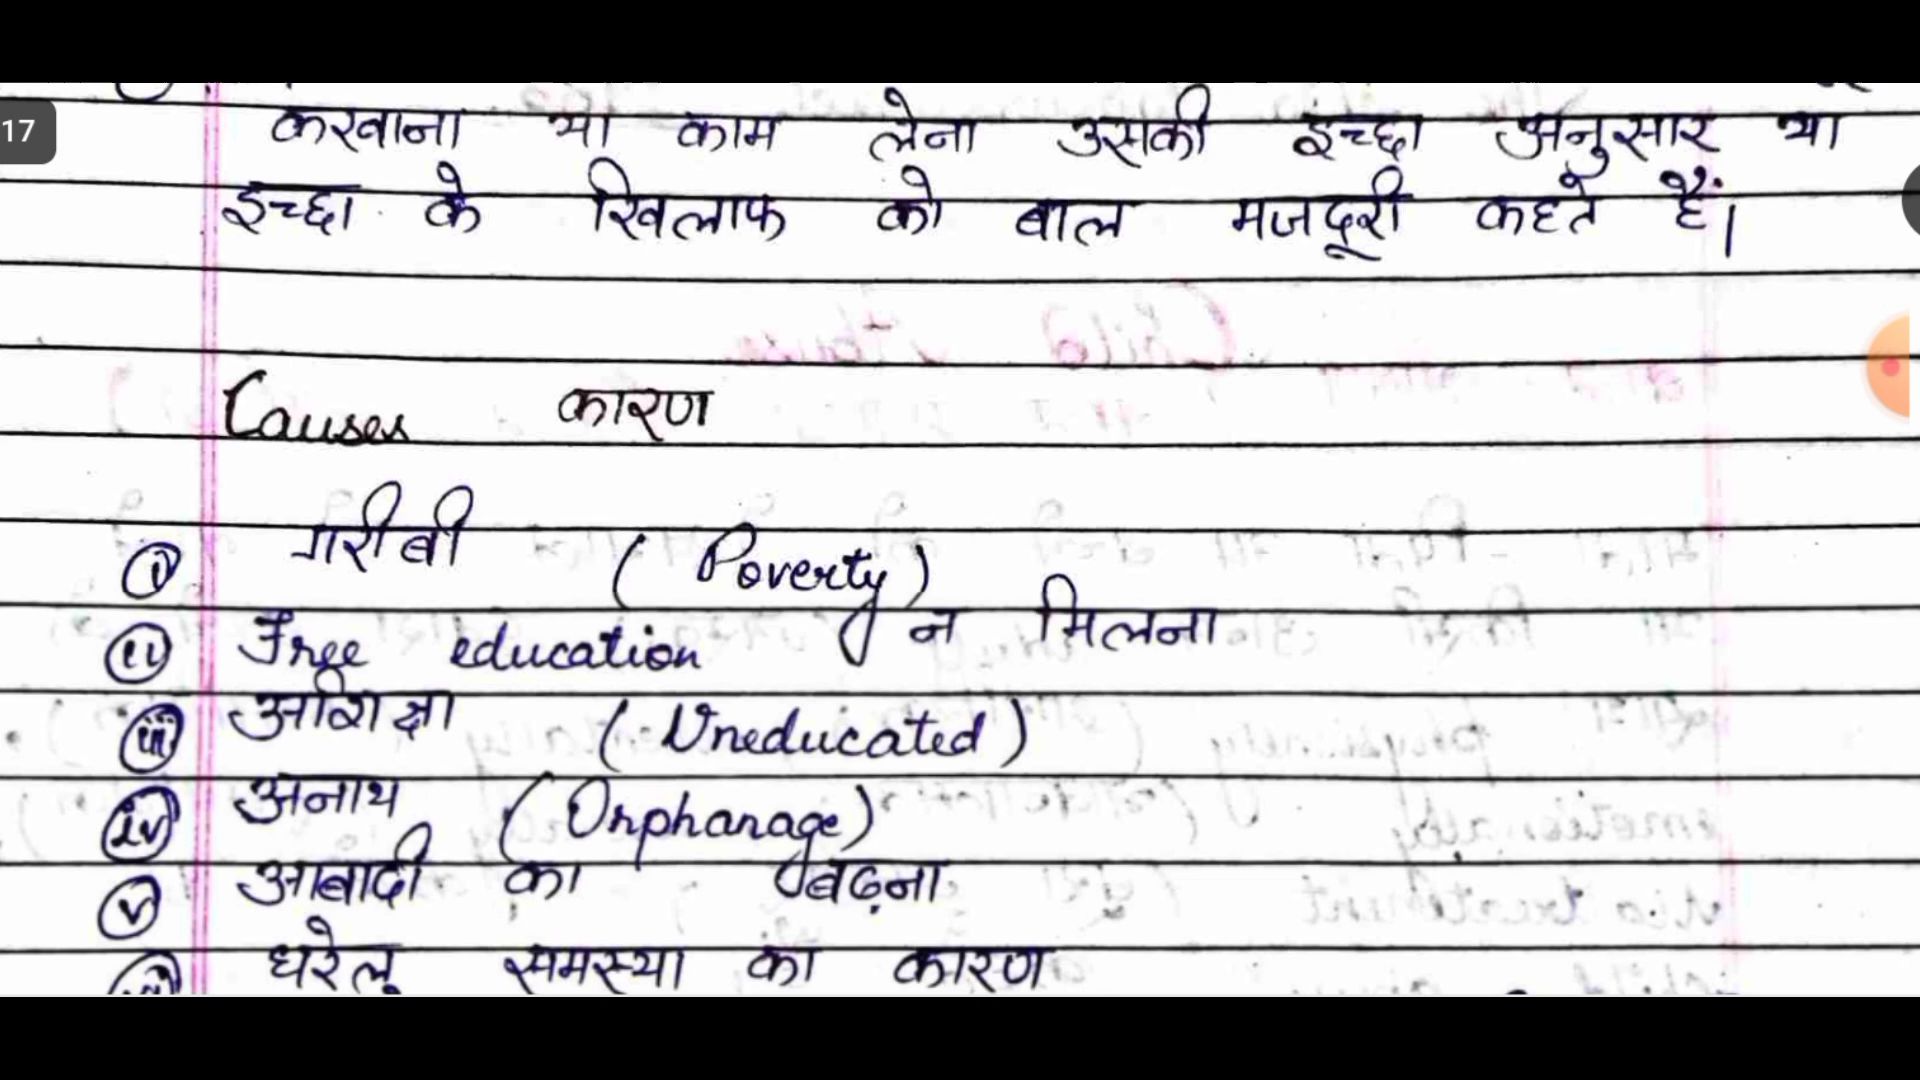 17
करवाना या काम लेना उसकी इच्छा अनुसार या
इच्छा के खिलाफ को बाल मजदूरी कहते हैं।
Causes कारण
(i) गरीबी (Poverty)
(ii) Free education न मिलना
(iii) अशिक्षा (Uneducated)
(iv) अनाथ (Orphanage)
(v) आबादी का बढ़ना
घरेलू समस्या का कारण